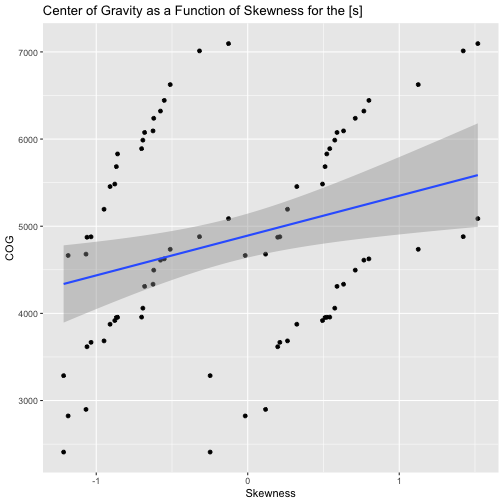 Center of Gravity as a Function of Skewness for the [s]
7000
6000
5000
4000
3000
COG
-1 0 1
Skewness